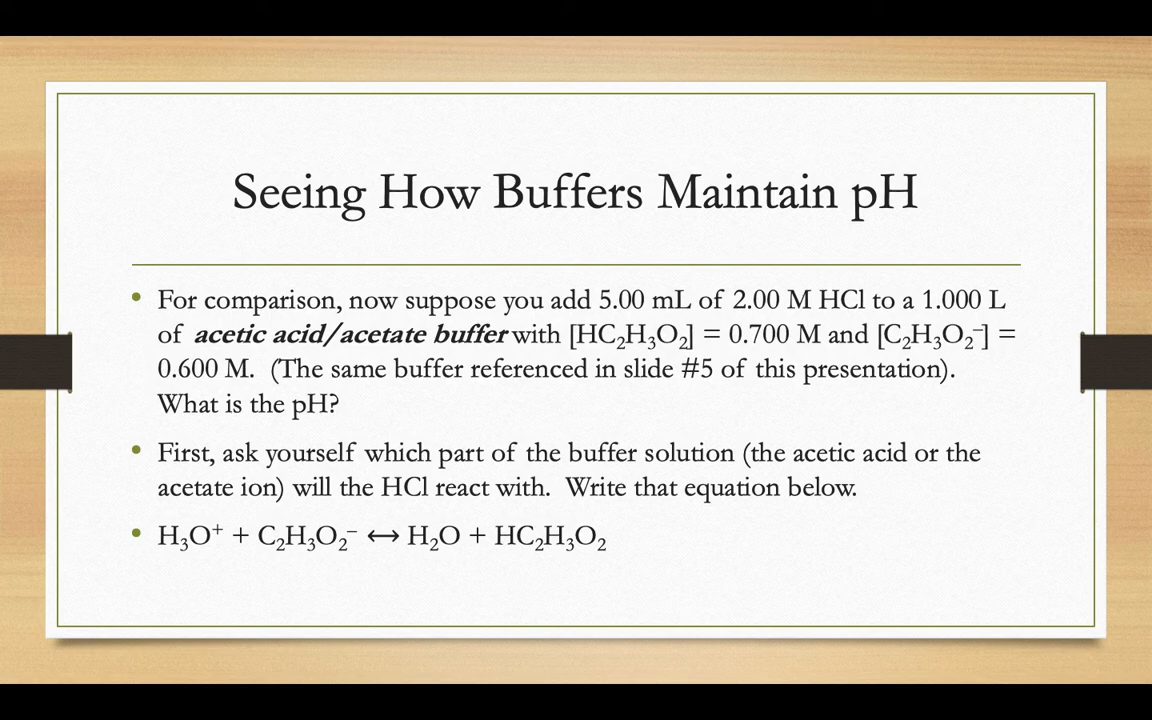 Seeing How Buffers Maintain pH
• For comparison, now suppose you add 5.00 mL of 2.00 M HCl to a 1.000 L
of acetic acid/acetate buffer with [HC₂H₃O₂] = 0.700 M and [C₂H₃O₂⁻] =
0.600 M. (The same buffer referenced in slide #5 of this presentation).
What is the pH?
• First, ask yourself which part of the buffer solution (the acetic acid or the
acetate ion) will the HCl react with. Write that equation below.
• H₃O⁺ + C₂H₃O₂⁻ ↔ H₂O + HC₂H₃O₂